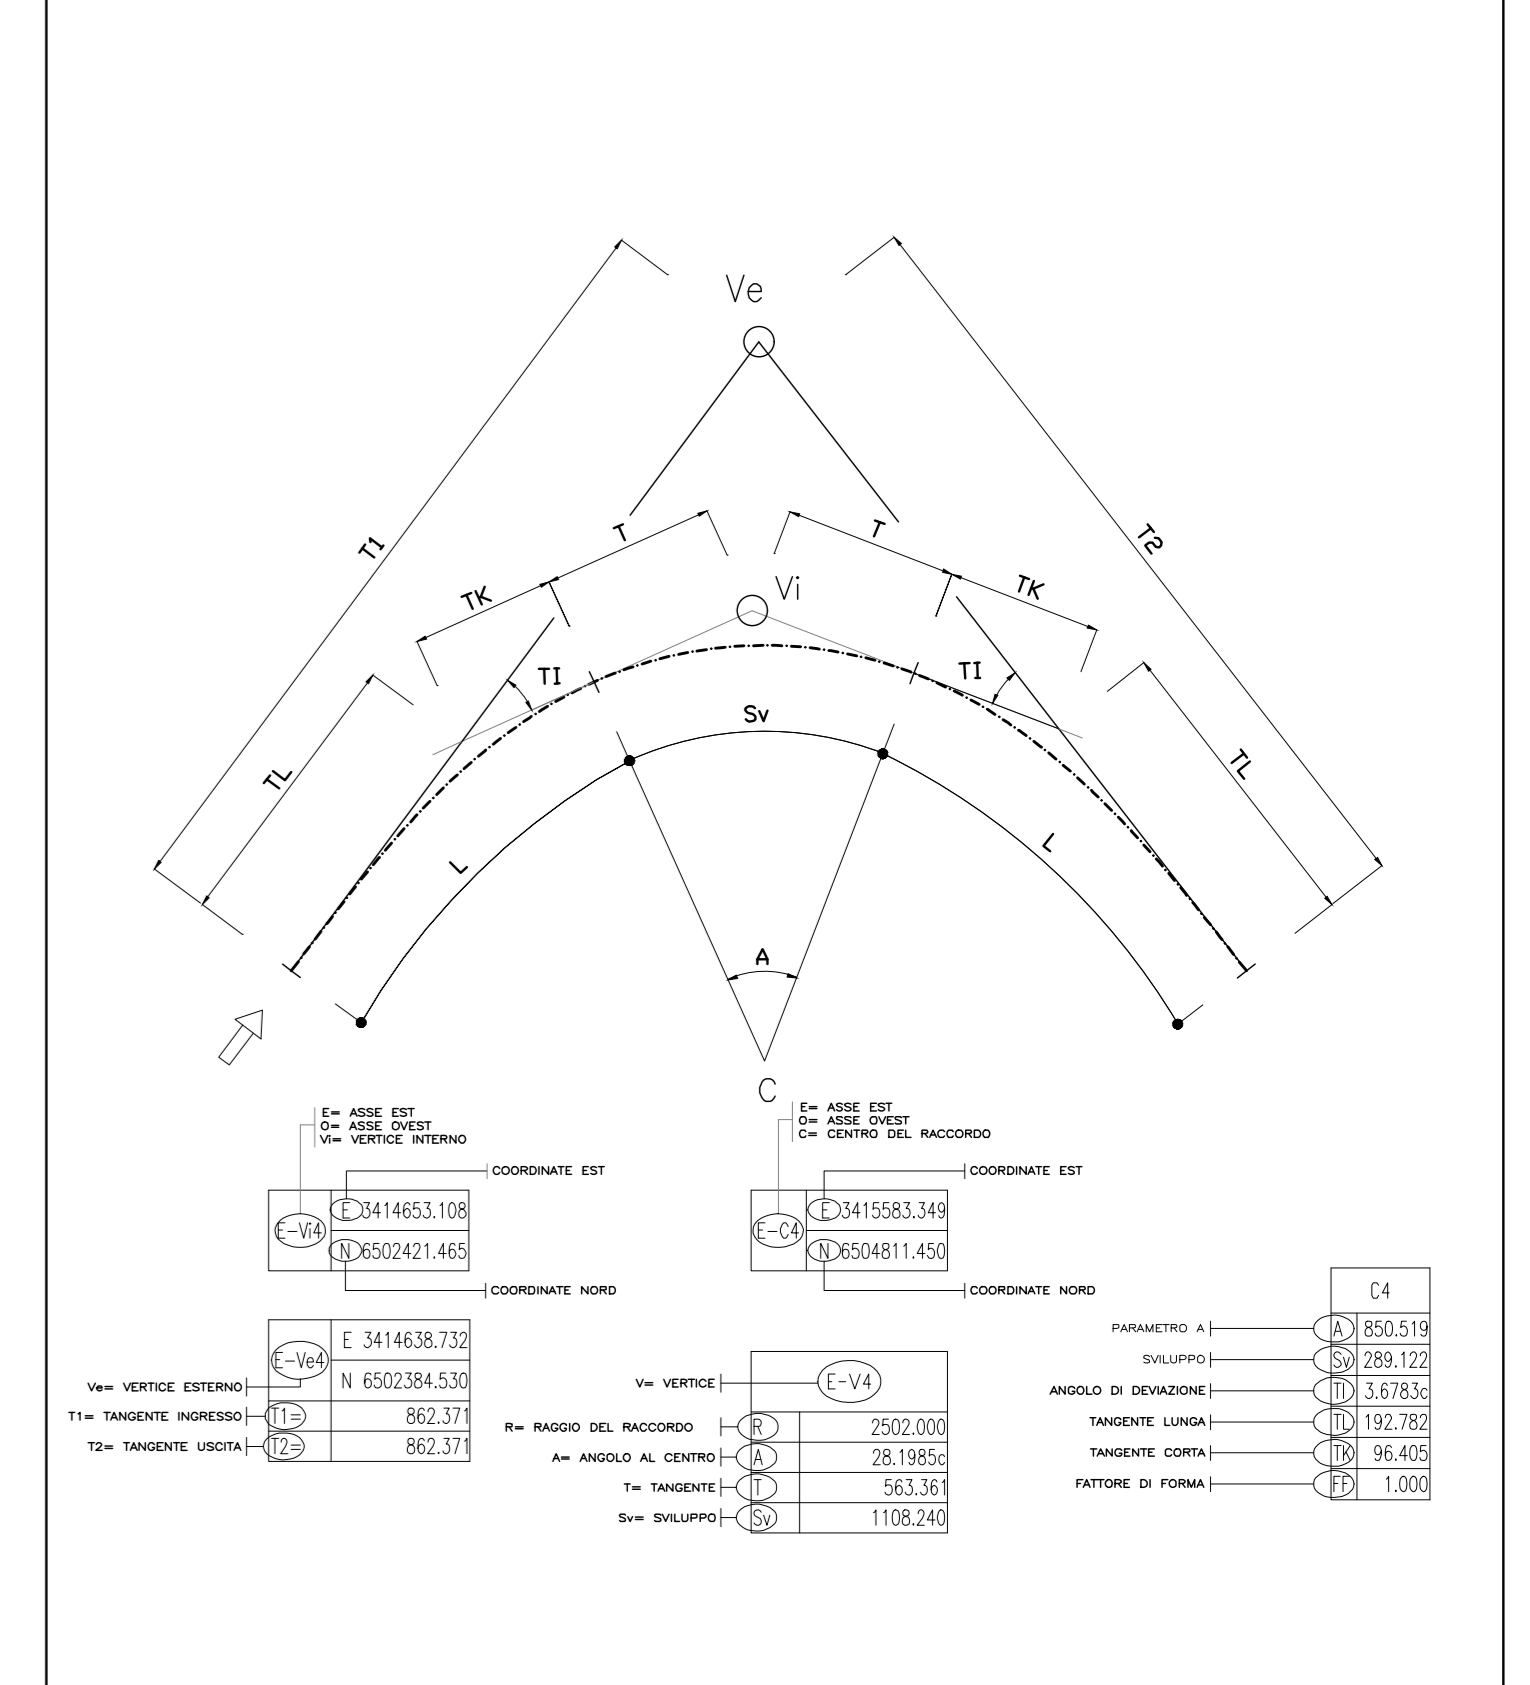 Ve
T1
T2
T
T
TK
TK
Vi
TI
TI
TL
TL
Sv
L
L
A
C
E= ASSE EST
O= ASSE OVEST
Vi= VERTICE INTERNO
COORDINATE EST
E-Vi4
E 3414653.108
N 6502421.465
COORDINATE NORD
E= ASSE EST
O= ASSE OVEST
C= CENTRO DEL RACCORDO
COORDINATE EST
E-C4
E 3415583.349
N 6504811.450
COORDINATE NORD
E-Ve4
E 3414638.732
N 6502384.530
Ve= VERTICE ESTERNO
T1= TANGENTE INGRESSO T1= 862.371
T2= TANGENTE USCITA T2= 862.371
V= VERTICE E-V4
R= RAGGIO DEL RACCORDO R 2502.000
A= ANGOLO AL CENTRO A 28.1985c
T= TANGENTE T 563.361
Sv= SVILUPPO Sv 1108.240
C4
PARAMETRO A A 850.519
SVILUPPO Sv 289.122
ANGOLO DI DEVIAZIONE TI 3.6783c
TANGENTE LUNGA TL 192.782
TANGENTE CORTA TK 96.405
FATTORE DI FORMA FF 1.000